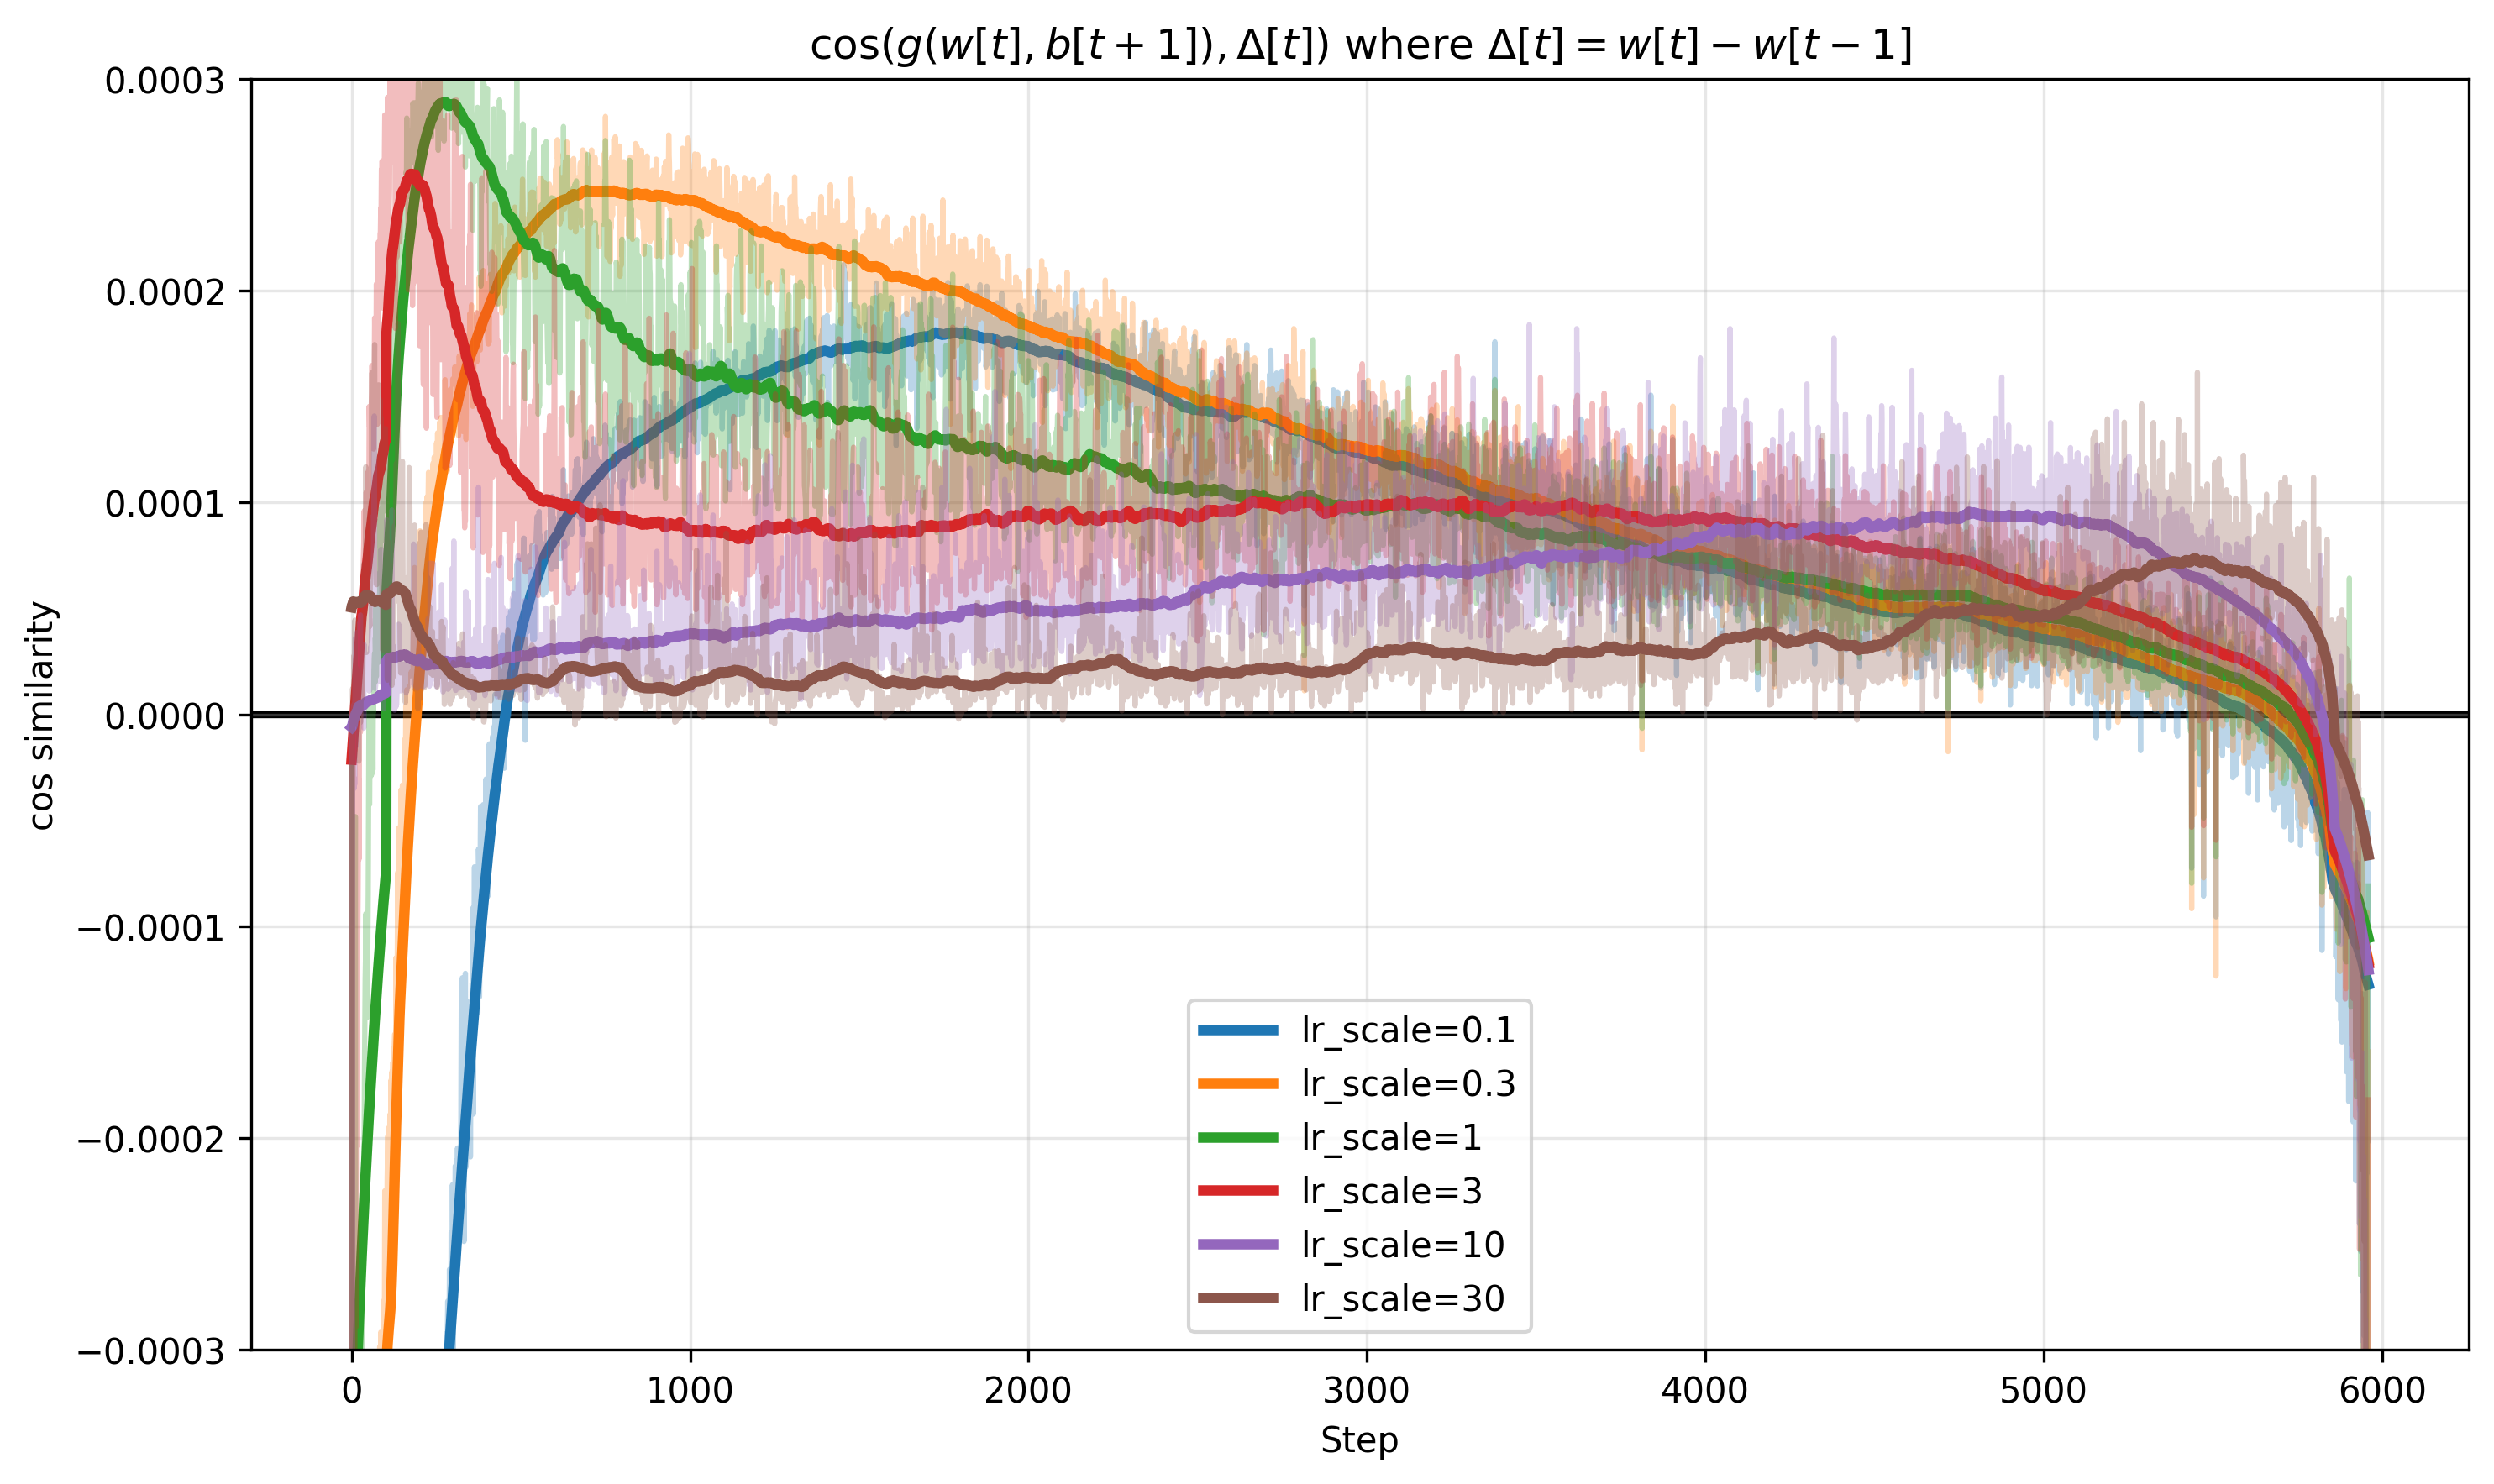 cos(g(w[t], b[t + 1]), Δ[t]) where Δ[t] = w[t] − w[t − 1]
0.0003
0.0002
0.0001
0.0000
−0.0001
−0.0002
−0.0003
cos similarity
lr_scale=0.1
lr_scale=0.3
lr_scale=1
lr_scale=3
lr_scale=10
lr_scale=30
0 1000 2000 3000 4000 5000 6000
Step